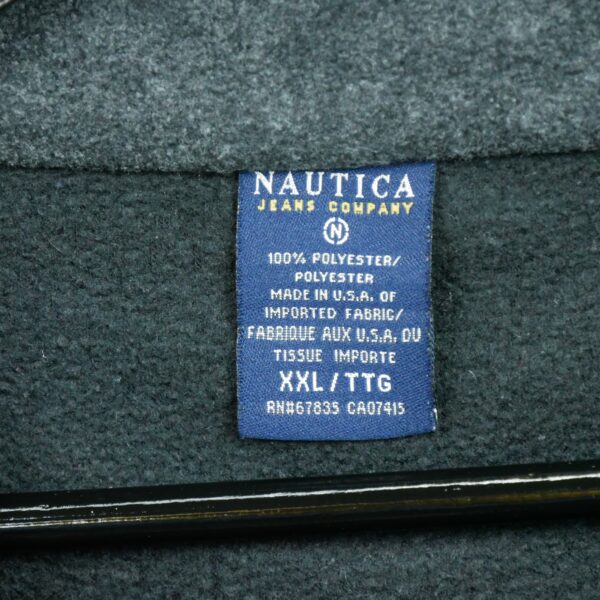 NAUTICA
JEANS COMPANY
N
100% POLYESTER/
POLYESTER
MADE IN U.S.A. OF
IMPORTED FABRIC/
FABRIQUE AUX U.S.A. DU
TISSUE IMPORTE
XXL/TTG
RN#67835 CA07415